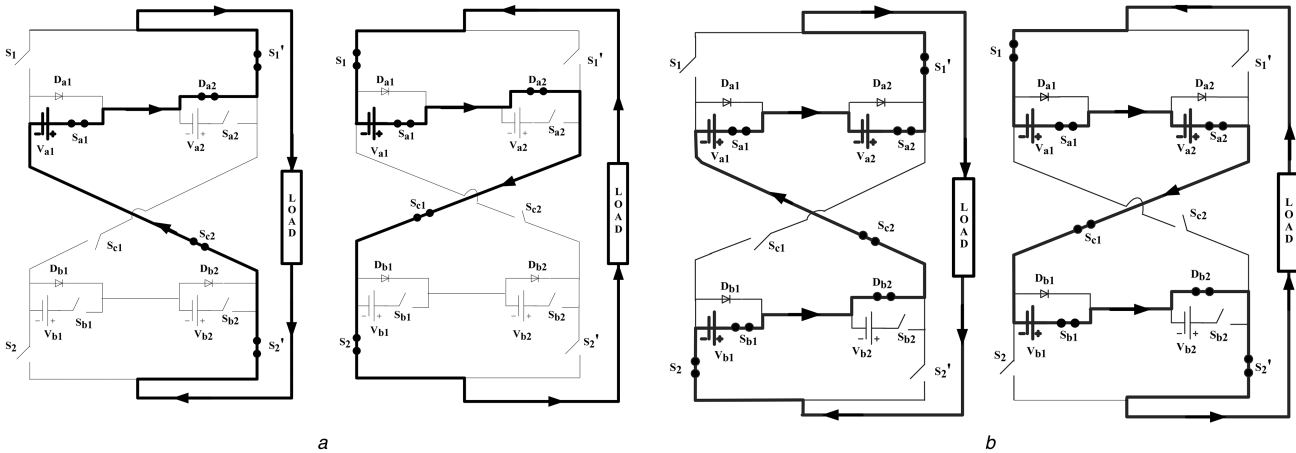 S1
S1'
Da1
Da2
Va1
Sa1
Va2
Sa2
LOAD
Sc1
Sc2
Db1
Db2
Vb1
Sb1
Vb2
Sb2
S2
S2'
S1
S1'
Da1
Da2
Va1
Sa1
Va2
Sa2
LOAD
Sc1
Sc2
Db1
Db2
Vb1
Sb1
Vb2
Sb2
S2
S2'
a
S1
S1'
Da1
Da2
Va1
Sa1
Va2
Sa2
LOAD
Sc1
Sc2
Db1
Db2
Vb1
Sb1
Vb2
Sb2
S2
S2'
S1
S1'
Da1
Da2
Va1
Sa1
Va2
Sa2
LOAD
Sc1
Sc2
Db1
Db2
Vb1
Sb1
Vb2
Sb2
S2
S2'
b